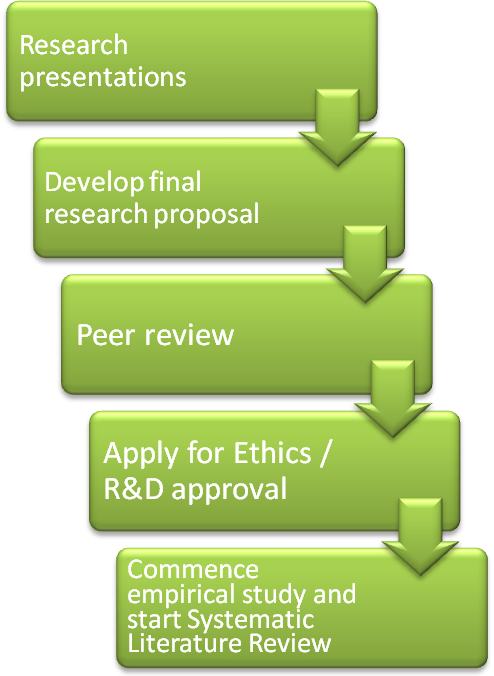 Research
presentations
Develop final
research proposal
Peer review
Apply for Ethics /
R&D approval
Commence
empirical study and
start Systematic
Literature Review